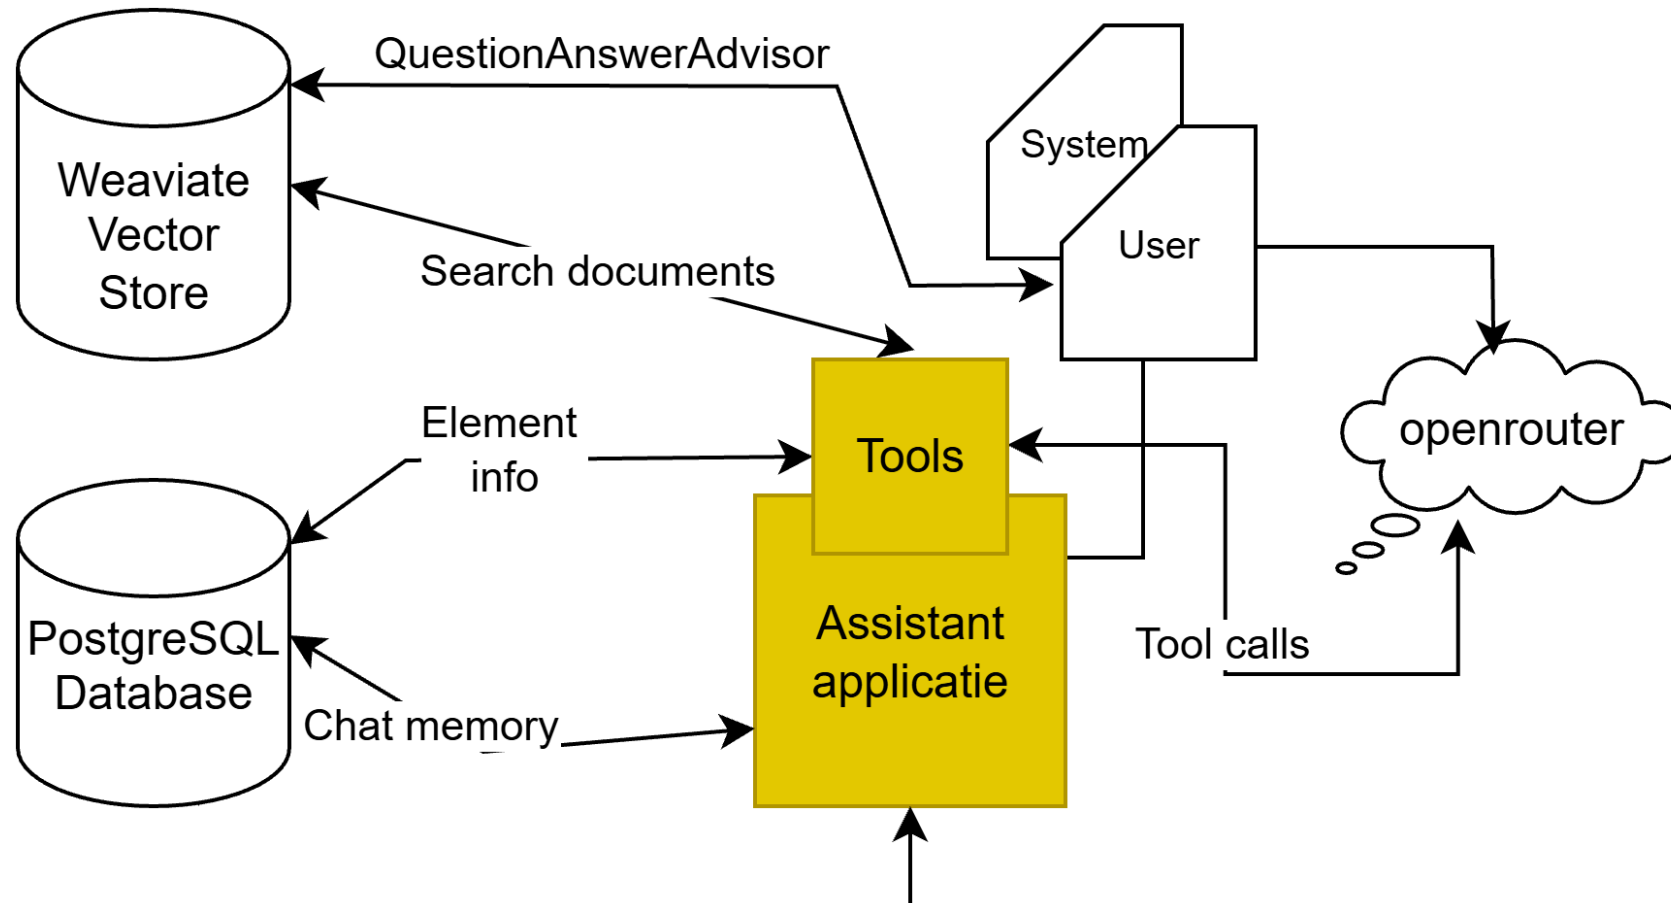 QuestionAnswerAdvisor
System
Weaviate
Vector
Store
User
Search documents
Element
info
Tools
openrouter
PostgreSQL
Database
Assistant
applicatie
Tool calls
Chat memory